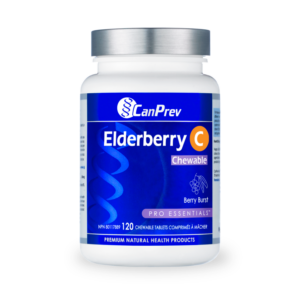 CanPrev
Elderberry C
Chewable
Berry Burst
PRO ESSENTIALS
120 CHEWABLE TABLETS COMPRIMÉS À MÂCHER
PREMIUM NATURAL HEALTH PRODUCTS